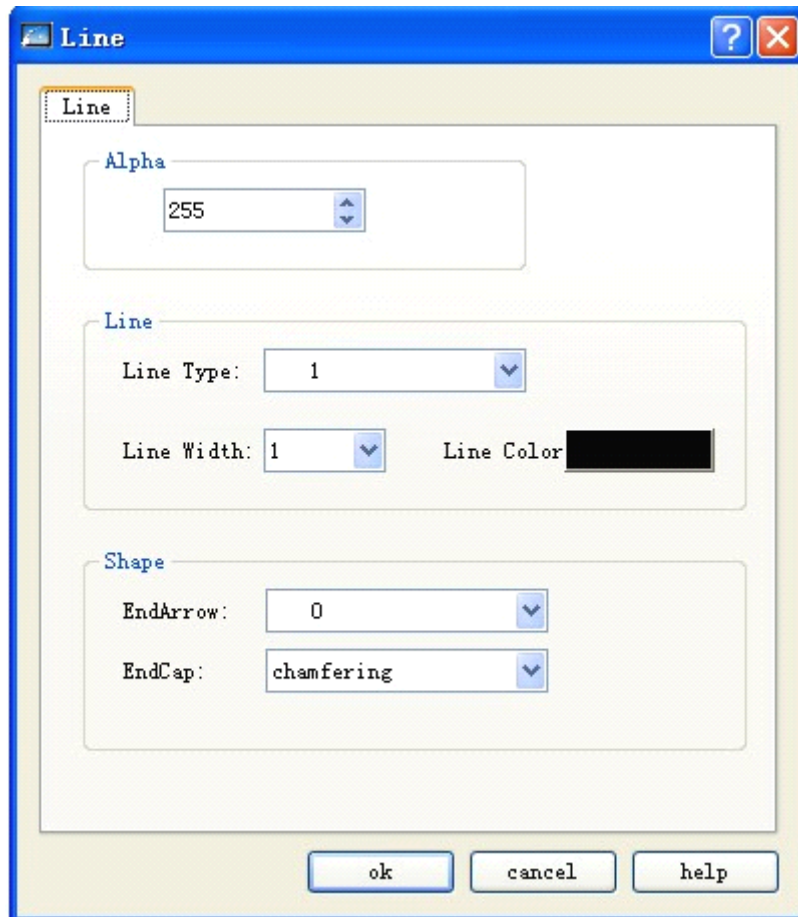 Line
?
Line
Alpha
255
Line
Line Type: 1
Line Width: 1 Line Color
Shape
EndArrow: 0
EndCap: chamfering
ok cancel help